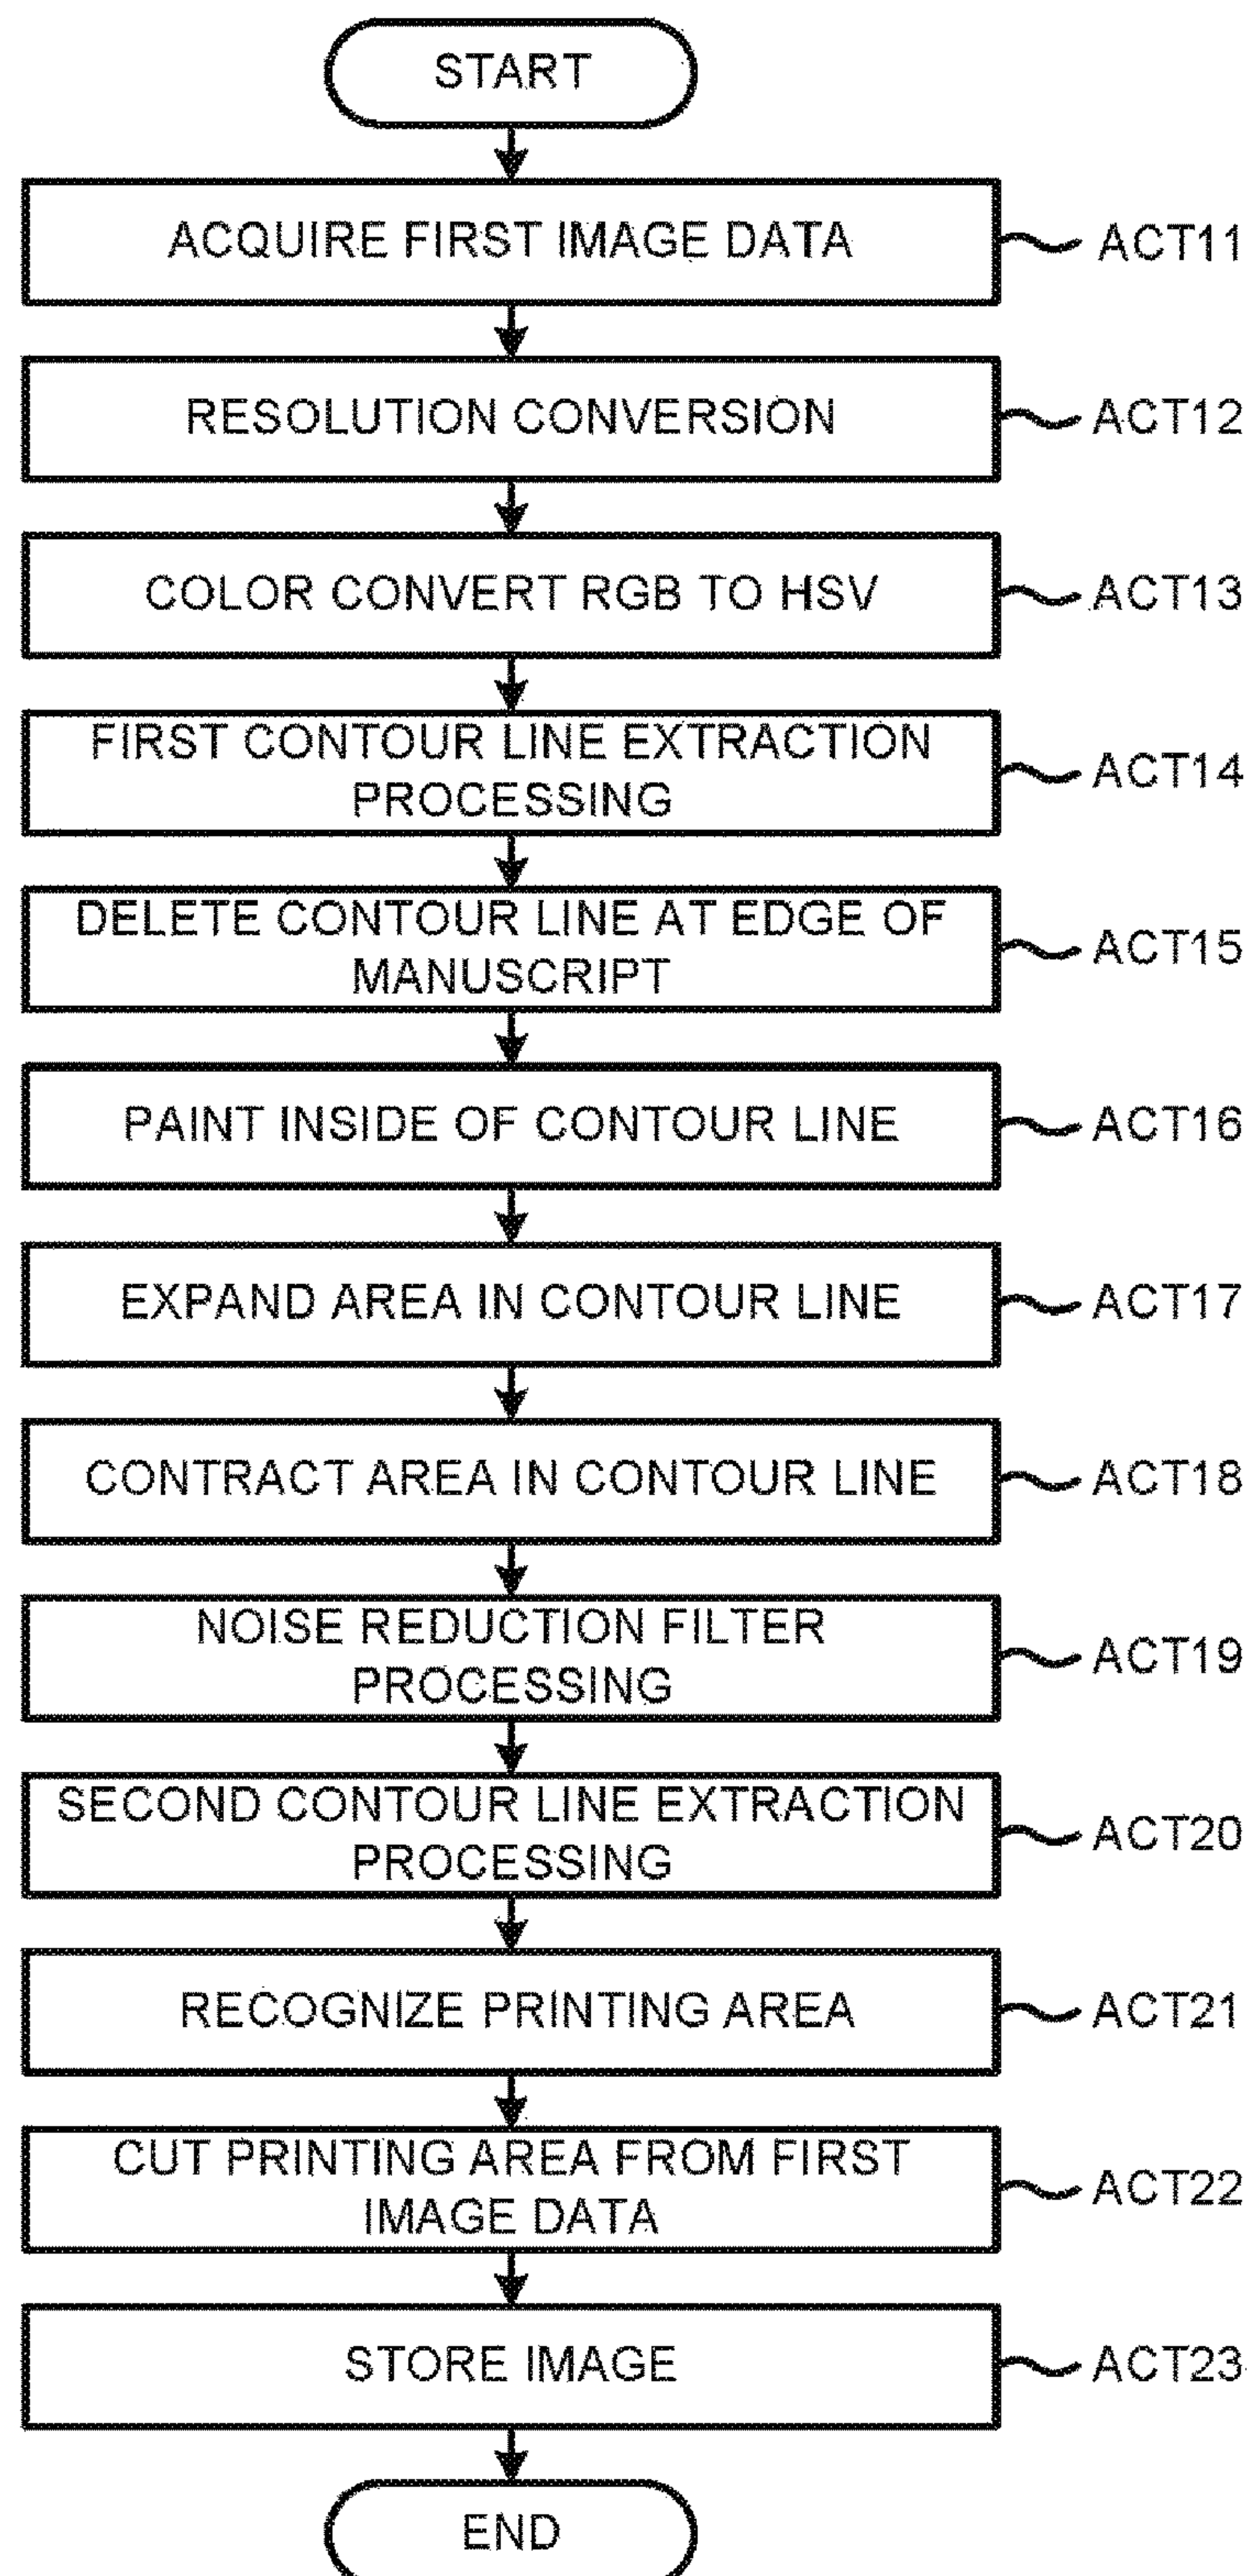 START
ACQUIRE FIRST IMAGE DATA
ACT11
RESOLUTION CONVERSION
ACT12
COLOR CONVERT RGB TO HSV
ACT13
FIRST CONTOUR LINE EXTRACTION
PROCESSING
ACT14
DELETE CONTOUR LINE AT EDGE OF
MANUSCRIPT
ACT15
PAINT INSIDE OF CONTOUR LINE
ACT16
EXPAND AREA IN CONTOUR LINE
ACT17
CONTRACT AREA IN CONTOUR LINE
ACT18
NOISE REDUCTION FILTER
PROCESSING
ACT19
SECOND CONTOUR LINE EXTRACTION
PROCESSING
ACT20
RECOGNIZE PRINTING AREA
ACT21
CUT PRINTING AREA FROM FIRST
IMAGE DATA
ACT22
STORE IMAGE
ACT23
END